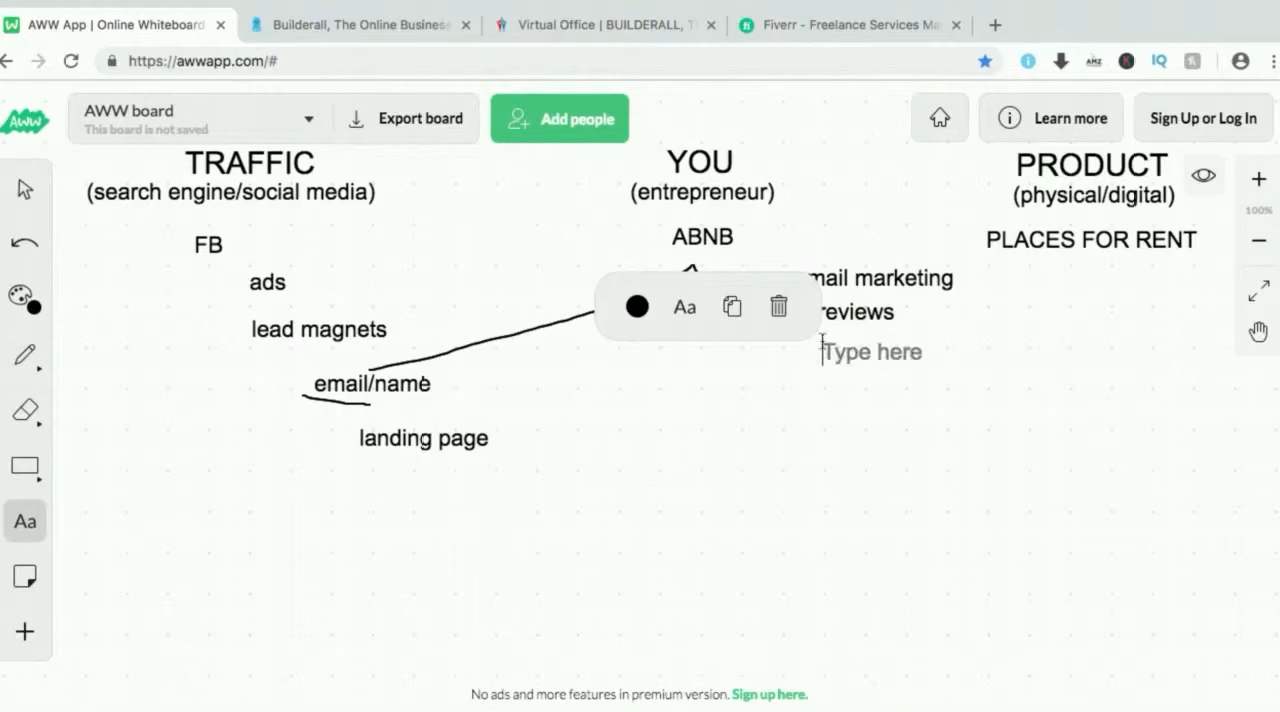 AWW App | Online Whiteboard
Builderall, The Online Business
Virtual Office | BUILDERALL, T
Fiverr - Freelance Services Ma
https://awwapp.com/#
AMZ
IQ
AWW
AWW board
This board is not saved
Export board
Add people
Learn more
Sign Up or Log In
TRAFFIC
(search engine/social media)
YOU
(entrepreneur)
PRODUCT
(physical/digital)
100%
FB
ABNB
PLACES FOR RENT
ads
mail marketing
Aa
reviews
lead magnets
Type here
email/name
landing page
Aa
No ads and more features in premium version. Sign up here.